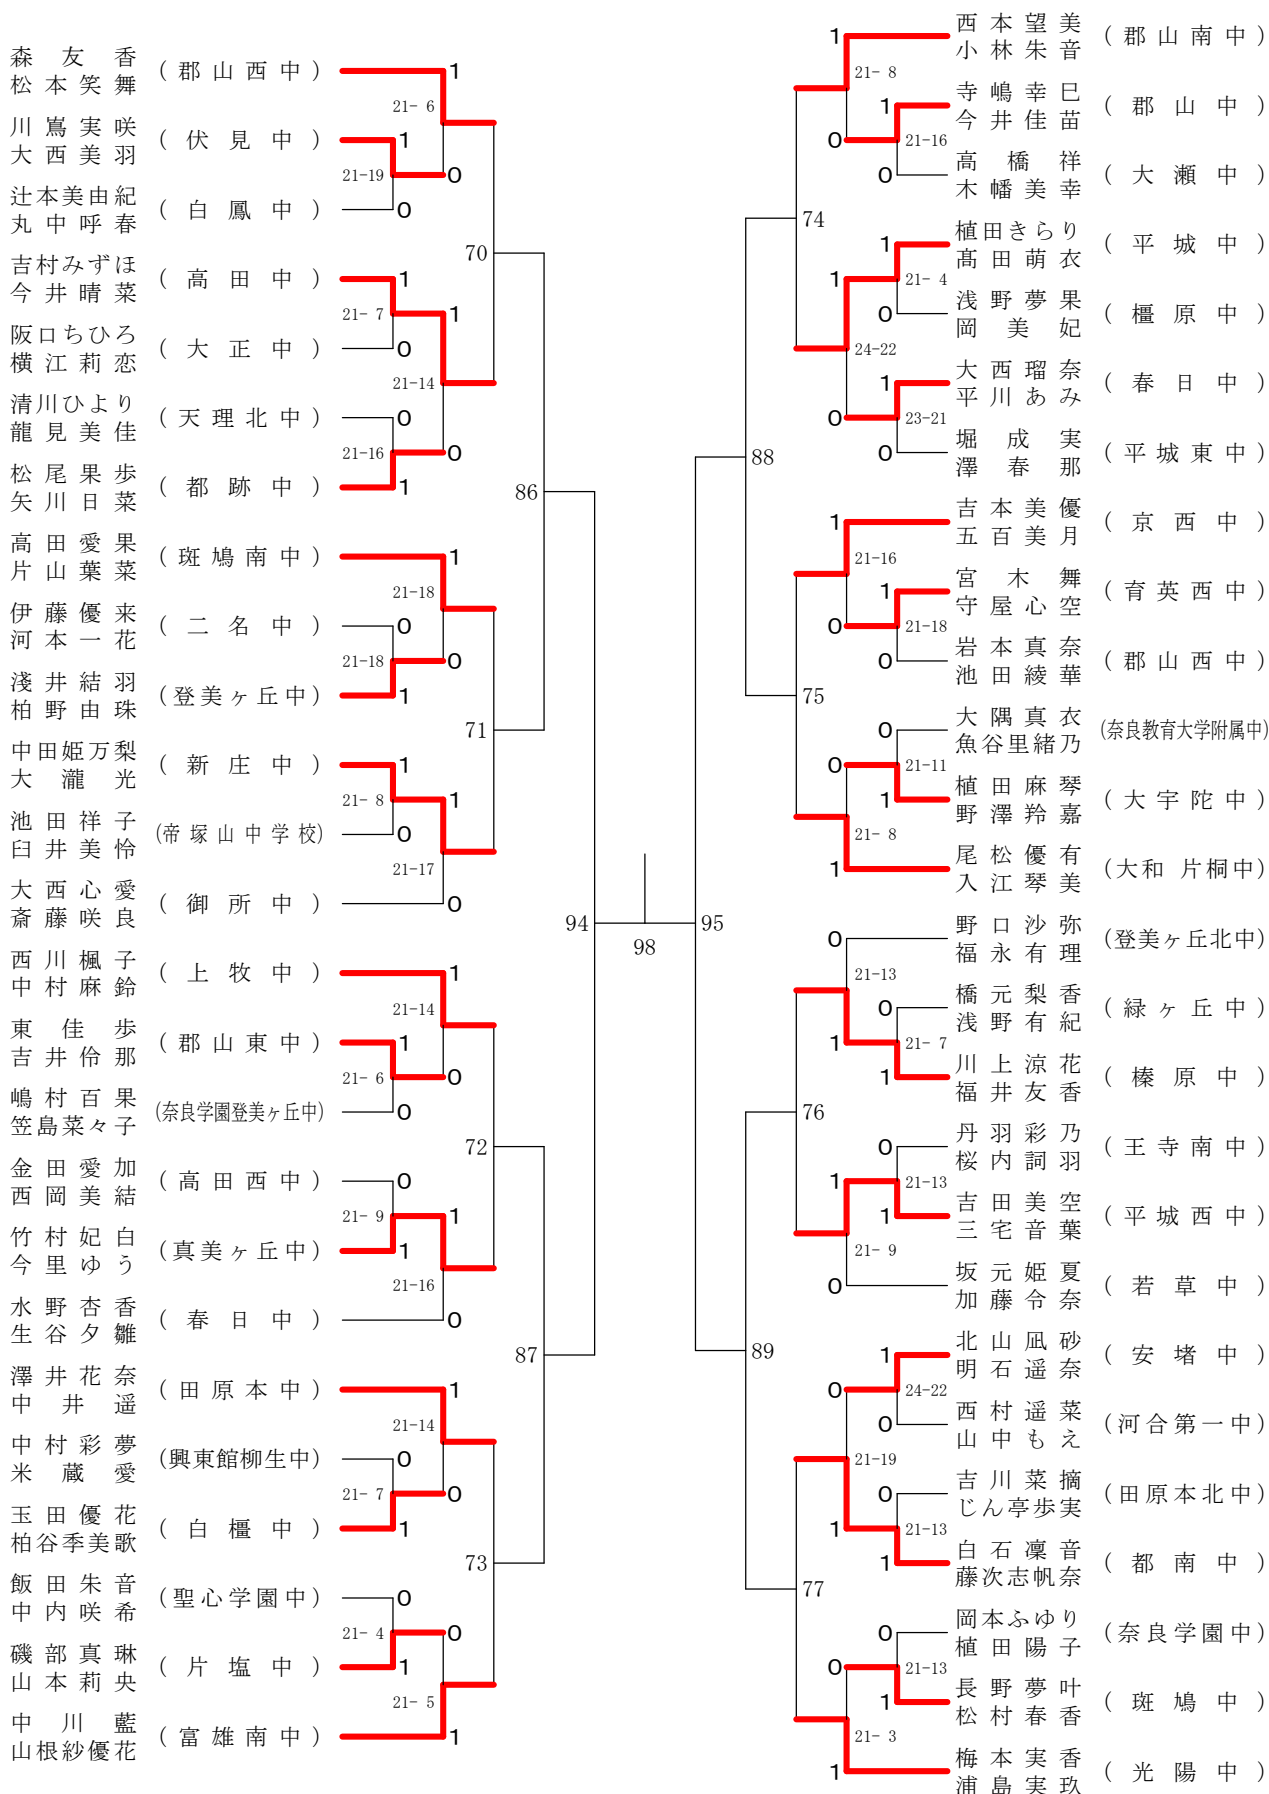 森友香
松本笑舞
(郡山西中)
1
21- 6
川嶌実咲
大西美羽
(伏見中)
1
21-19
0
辻本美由紀
丸中呼春
(白鳳中)
0
70
吉村みずほ
今井晴菜
(高田中)
1
21- 7
1
阪口ちひろ
横江莉恋
(大正中)
0
21-14
清川ひより
龍見美佳
(天理北中)
0
21-16
0
松尾果歩
矢川日菜
(都跡中)
1
86
高田愛果
片山葉菜
(斑鳩南中)
1
21-18
伊藤優来
河本一花
(二名中)
0
21-18
0
淺井結羽
柏野由珠
(登美ヶ丘中)
1
71
中田姫万梨
大瀧光
(新庄中)
1
21- 8
1
池田祥子
臼井美怜
(帝塚山中学校)
0
21-17
大西心愛
斎藤咲良
(御所中)
0
94
西川楓子
中村麻鈴
(上牧中)
1
21-14
東佳歩
吉井伶那
(郡山東中)
1
21- 6
0
嶋村百果
笠島菜々子
(奈良学園登美ヶ丘中)
0
72
金田愛加
西岡美結
(高田西中)
0
21- 9
1
竹村妃白
今里ゆう
(真美ヶ丘中)
1
21-16
水野杏香
生谷夕雛
(春日中)
0
87
澤井花奈
中井遥
(田原本中)
1
21-14
中村彩夢
米蔵愛
(興東館柳生中)
0
21- 7
0
玉田優花
柏谷季美歌
(白橿中)
1
73
飯田朱音
中内咲希
(聖心学園中)
0
21- 4
0
磯部真琳
山本莉央
(片塩中)
1
21- 5
中川藍
山根紗優花
(富雄南中)
1
98
西本望美
小林朱音
(郡山南中)
1
21- 8
寺嶋幸巳
今井佳苗
(郡山中)
1
0
21-16
高橋祥
木幡美幸
(大瀬中)
0
74
植田きらり
髙田萌衣
(平城中)
1
1
21- 4
浅野夢果
岡美妃
(橿原中)
0
24-22
大西瑠奈
平川あみ
(春日中)
1
0
23-21
堀成実
澤春那
(平城東中)
0
88
吉本美優
五百美月
(京西中)
1
21-16
宮木舞
守屋心空
(育英西中)
1
0
21-18
岩本真奈
池田綾華
(郡山西中)
0
75
大隅真衣
魚谷里緒乃
(奈良教育大学附属中)
0
0
21-11
植田麻琴
野澤羚嘉
(大宇陀中)
1
21- 8
尾松優有
入江琴美
(大和 片桐中)
1
95
野口沙弥
福永有理
(登美ヶ丘北中)
0
21-13
橋元梨香
浅野有紀
(緑ヶ丘中)
0
1
21- 7
川上涼花
福井友香
(榛原中)
1
76
丹羽彩乃
桜内詞羽
(王寺南中)
0
1
21-13
吉田美空
三宅音葉
(平城西中)
1
21- 9
坂元姫夏
加藤令奈
(若草中)
0
89
北山凪砂
明石遥奈
(安堵中)
1
0
24-22
西村遥菜
山中もえ
(河合第一中)
0
21-19
吉川菜摘
じん亭歩実
(田原本北中)
0
1
21-13
白石凜音
藤次志帆奈
(都南中)
1
77
岡本ふゆり
植田陽子
(奈良学園中)
0
0
21-13
長野夢叶
松村春香
(斑鳩中)
1
21- 3
梅本実香
浦島実玖
(光陽中)
1